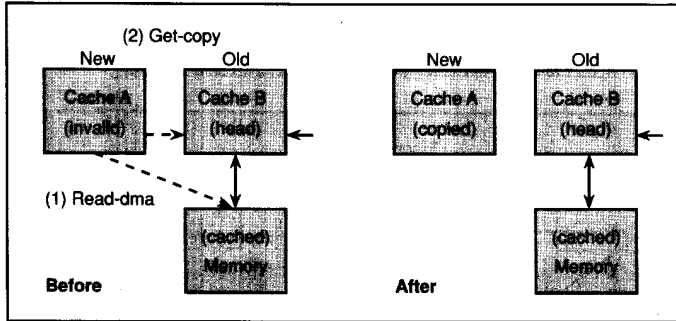 (2) Get-copy
New Old
Cache A Cache B
(invalid) (head)
(1) Read-dma
(cached)
Memory
Before
New Old
Cache A Cache B
(copied) (head)
(cached)
Memory
After